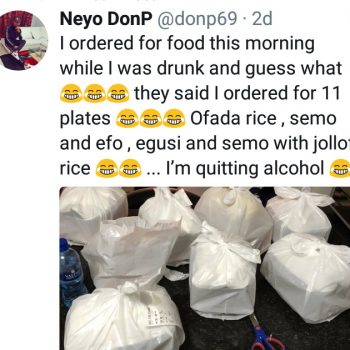 Neyo DonP @donp69 · 2d
I ordered for food this morning
while I was drunk and guess what
😂😂😂 they said I ordered for 11
plates 😂😂😂 Ofada rice , semo
and efo , egusi and semo with jollof
rice 😂😂 ... I’m quitting alcohol 😂